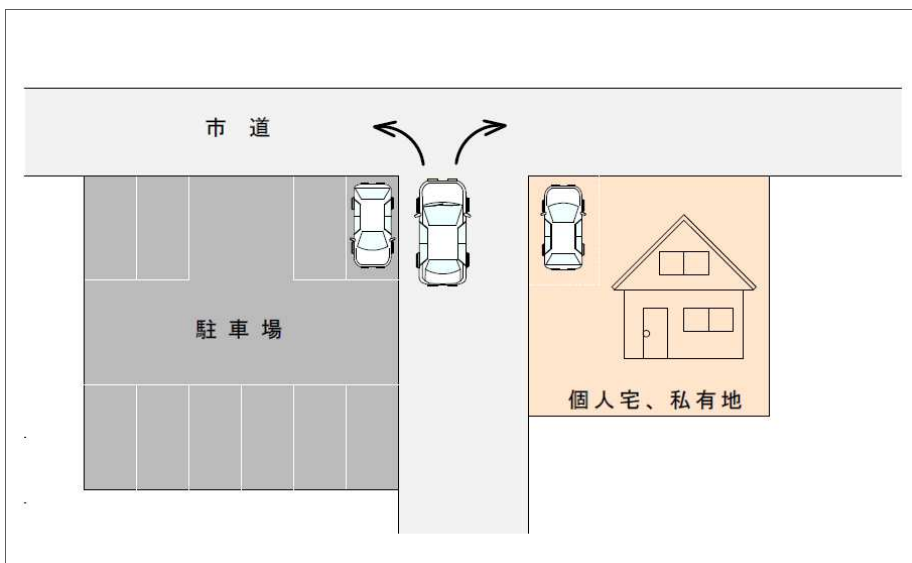 市 道
駐 車 場
個人宅、私有地